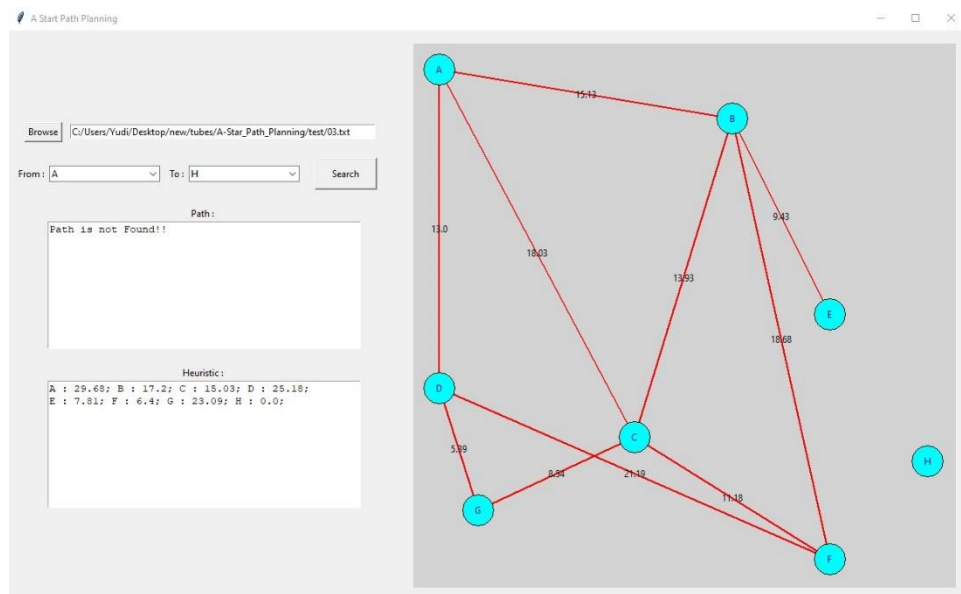 A Start Path Planning
Browse C:/Users/Yudi/Desktop/new/tubes/A-Star_Path_Planning/test/03.txt
From : A To : H Search
Path :
Path is not Found!!
Heuristic :
A : 29.68; B : 17.2; C : 15.03; D : 25.18;
E : 7.81; F : 6.4; G : 23.09; H : 0.0;
A
15.13
B
9.43
13.0
18.03
13.93
E
18.68
D
C
5.39
H
8.54
21.19
11.18
G
F